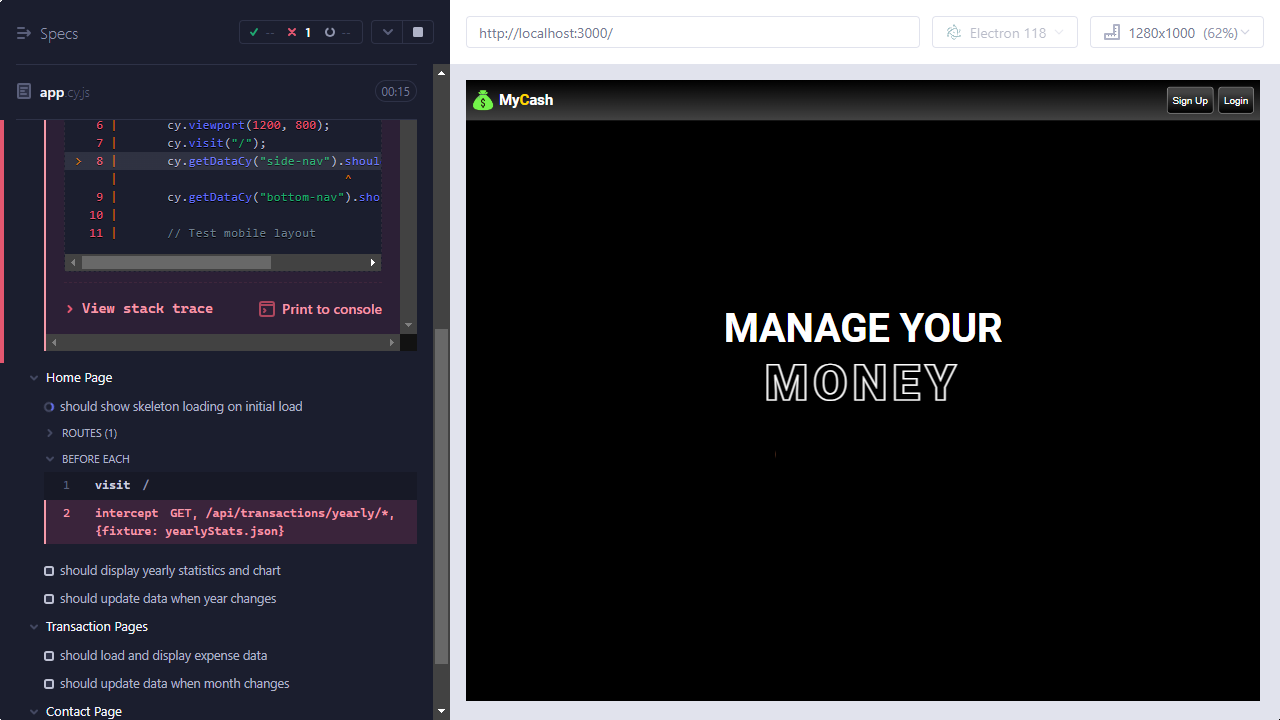 Specs
-- 1 --
http://localhost:3000/
Electron 118
1280x1000 (62%)
app.cy.js
00:15
6 | cy.viewport(1200, 800);
7 | cy.visit("/");
> 8 | cy.getDataCy("side-nav").shoul
| ^
9 | cy.getDataCy("bottom-nav").sho
10 |
11 | // Test mobile layout
> View stack trace
Print to console
Home Page
should show skeleton loading on initial load
ROUTES (1)
BEFORE EACH
1 visit /
2 intercept GET, /api/transactions/yearly/*,
{fixture: yearlyStats.json}
should display yearly statistics and chart
should update data when year changes
Transaction Pages
should load and display expense data
should update data when month changes
Contact Page
$ MyCash
Sign Up
Login
MANAGE YOUR
MONEY